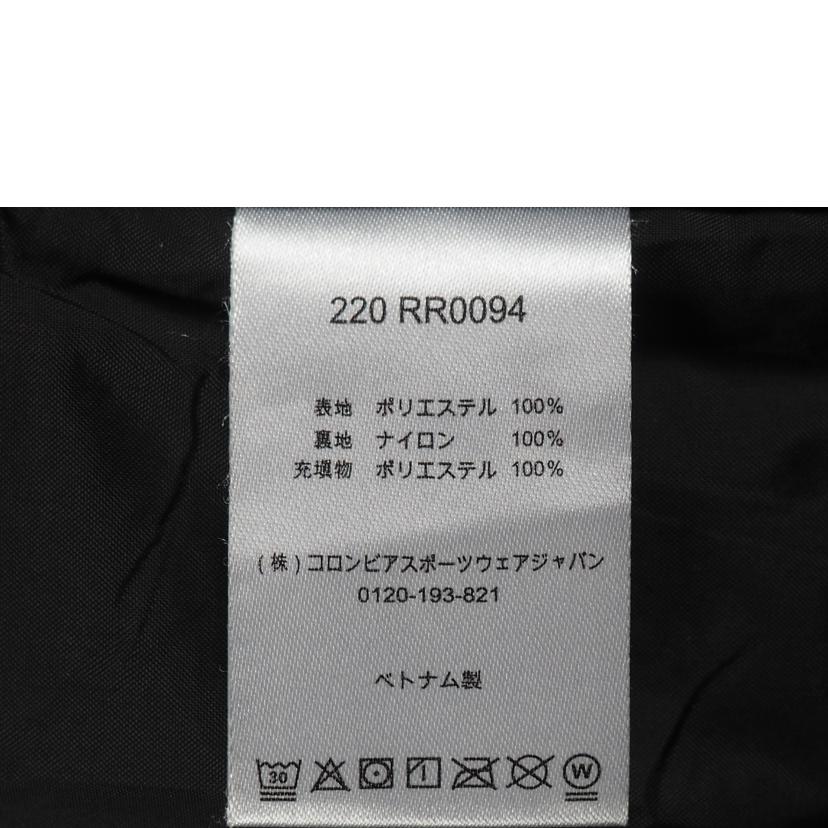 220 RR0094
表地 ポリエステル 100%
裏地 ナイロン 100%
充填物 ポリエステル 100%
(株)コロンビアスポーツウェアジャパン
0120-193-821
ベトナム製
30 W